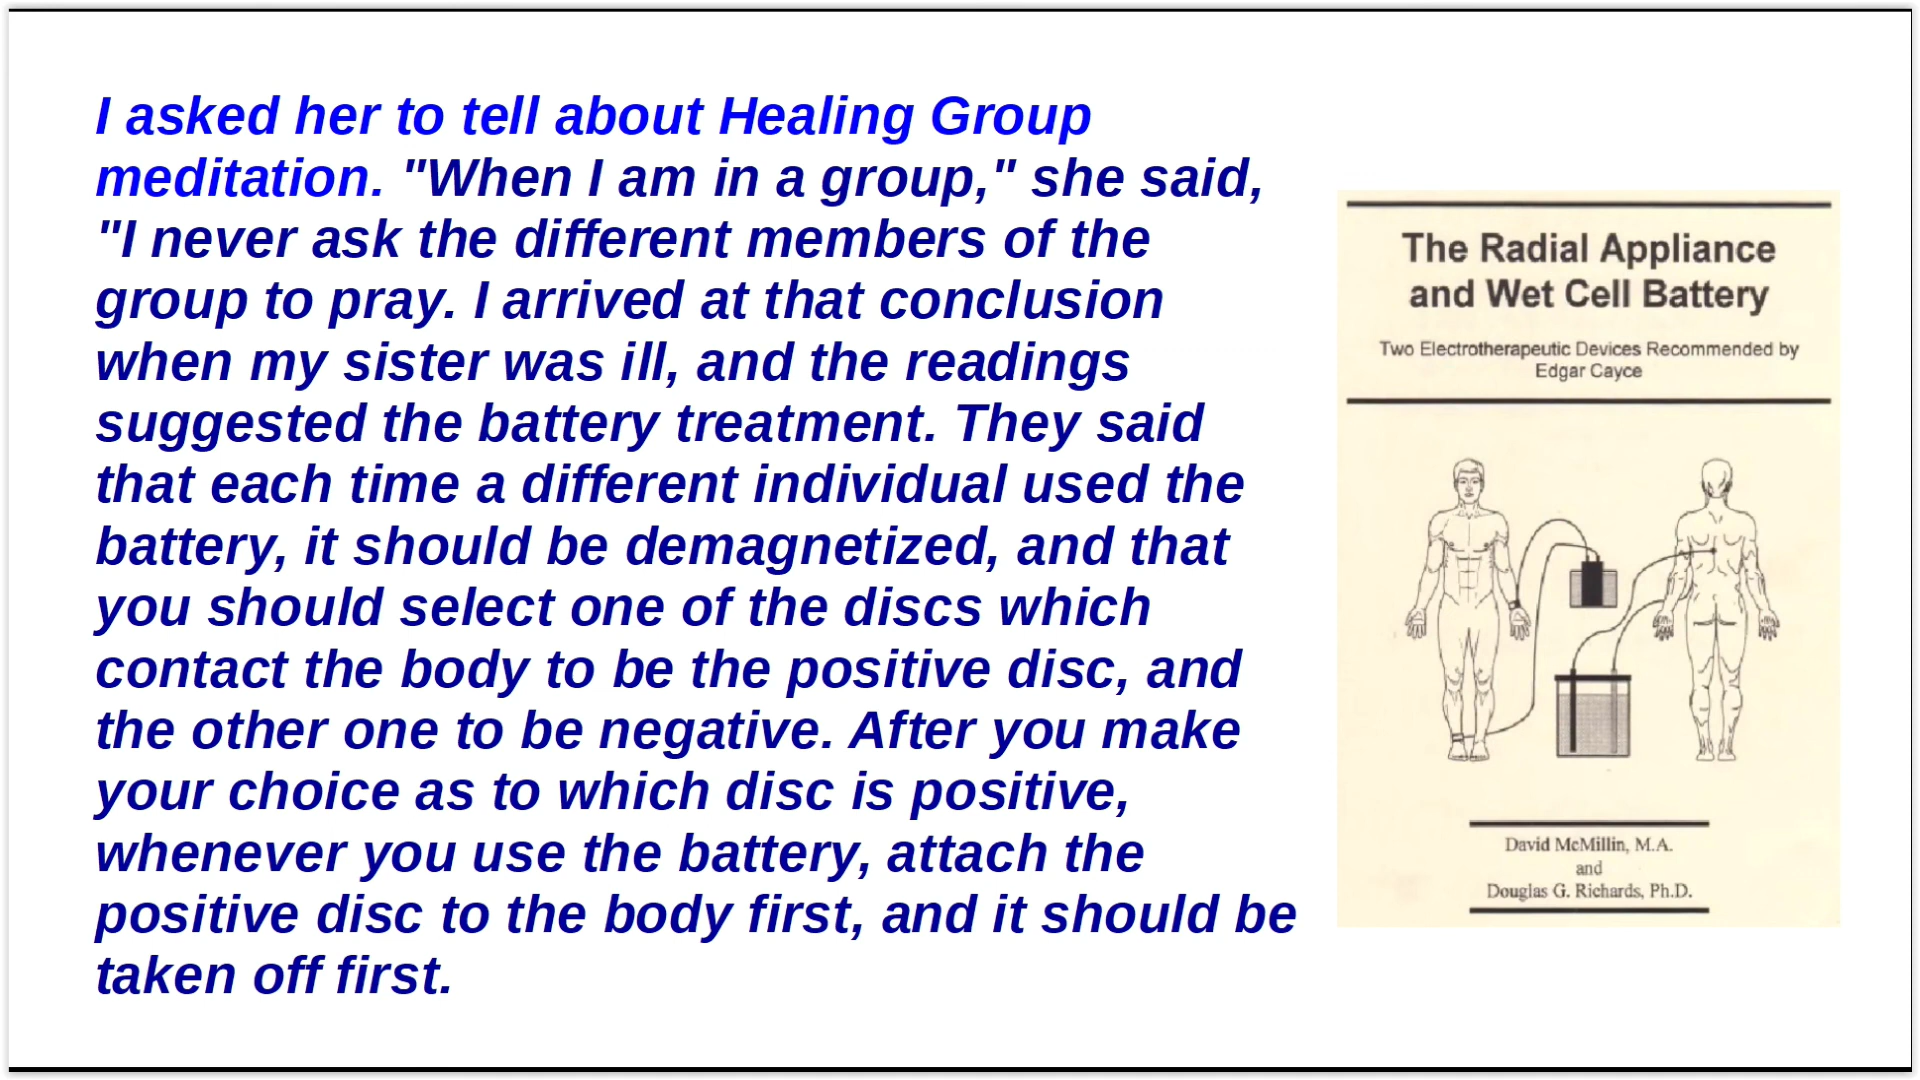 I asked her to tell about Healing Group
meditation. "When I am in a group," she said,
"I never ask the different members of the
group to pray. I arrived at that conclusion
when my sister was ill, and the readings
suggested the battery treatment. They said
that each time a different individual used the
battery, it should be demagnetized, and that
you should select one of the discs which
contact the body to be the positive disc, and
the other one to be negative. After you make
your choice as to which disc is positive,
whenever you use the battery, attach the
positive disc to the body first, and it should be
taken off first.
The Radial Appliance
and Wet Cell Battery
Two Electrotherapeutic Devices Recommended by
Edgar Cayce
David McMillin, M.A.
and
Douglas G. Richards, Ph.D.